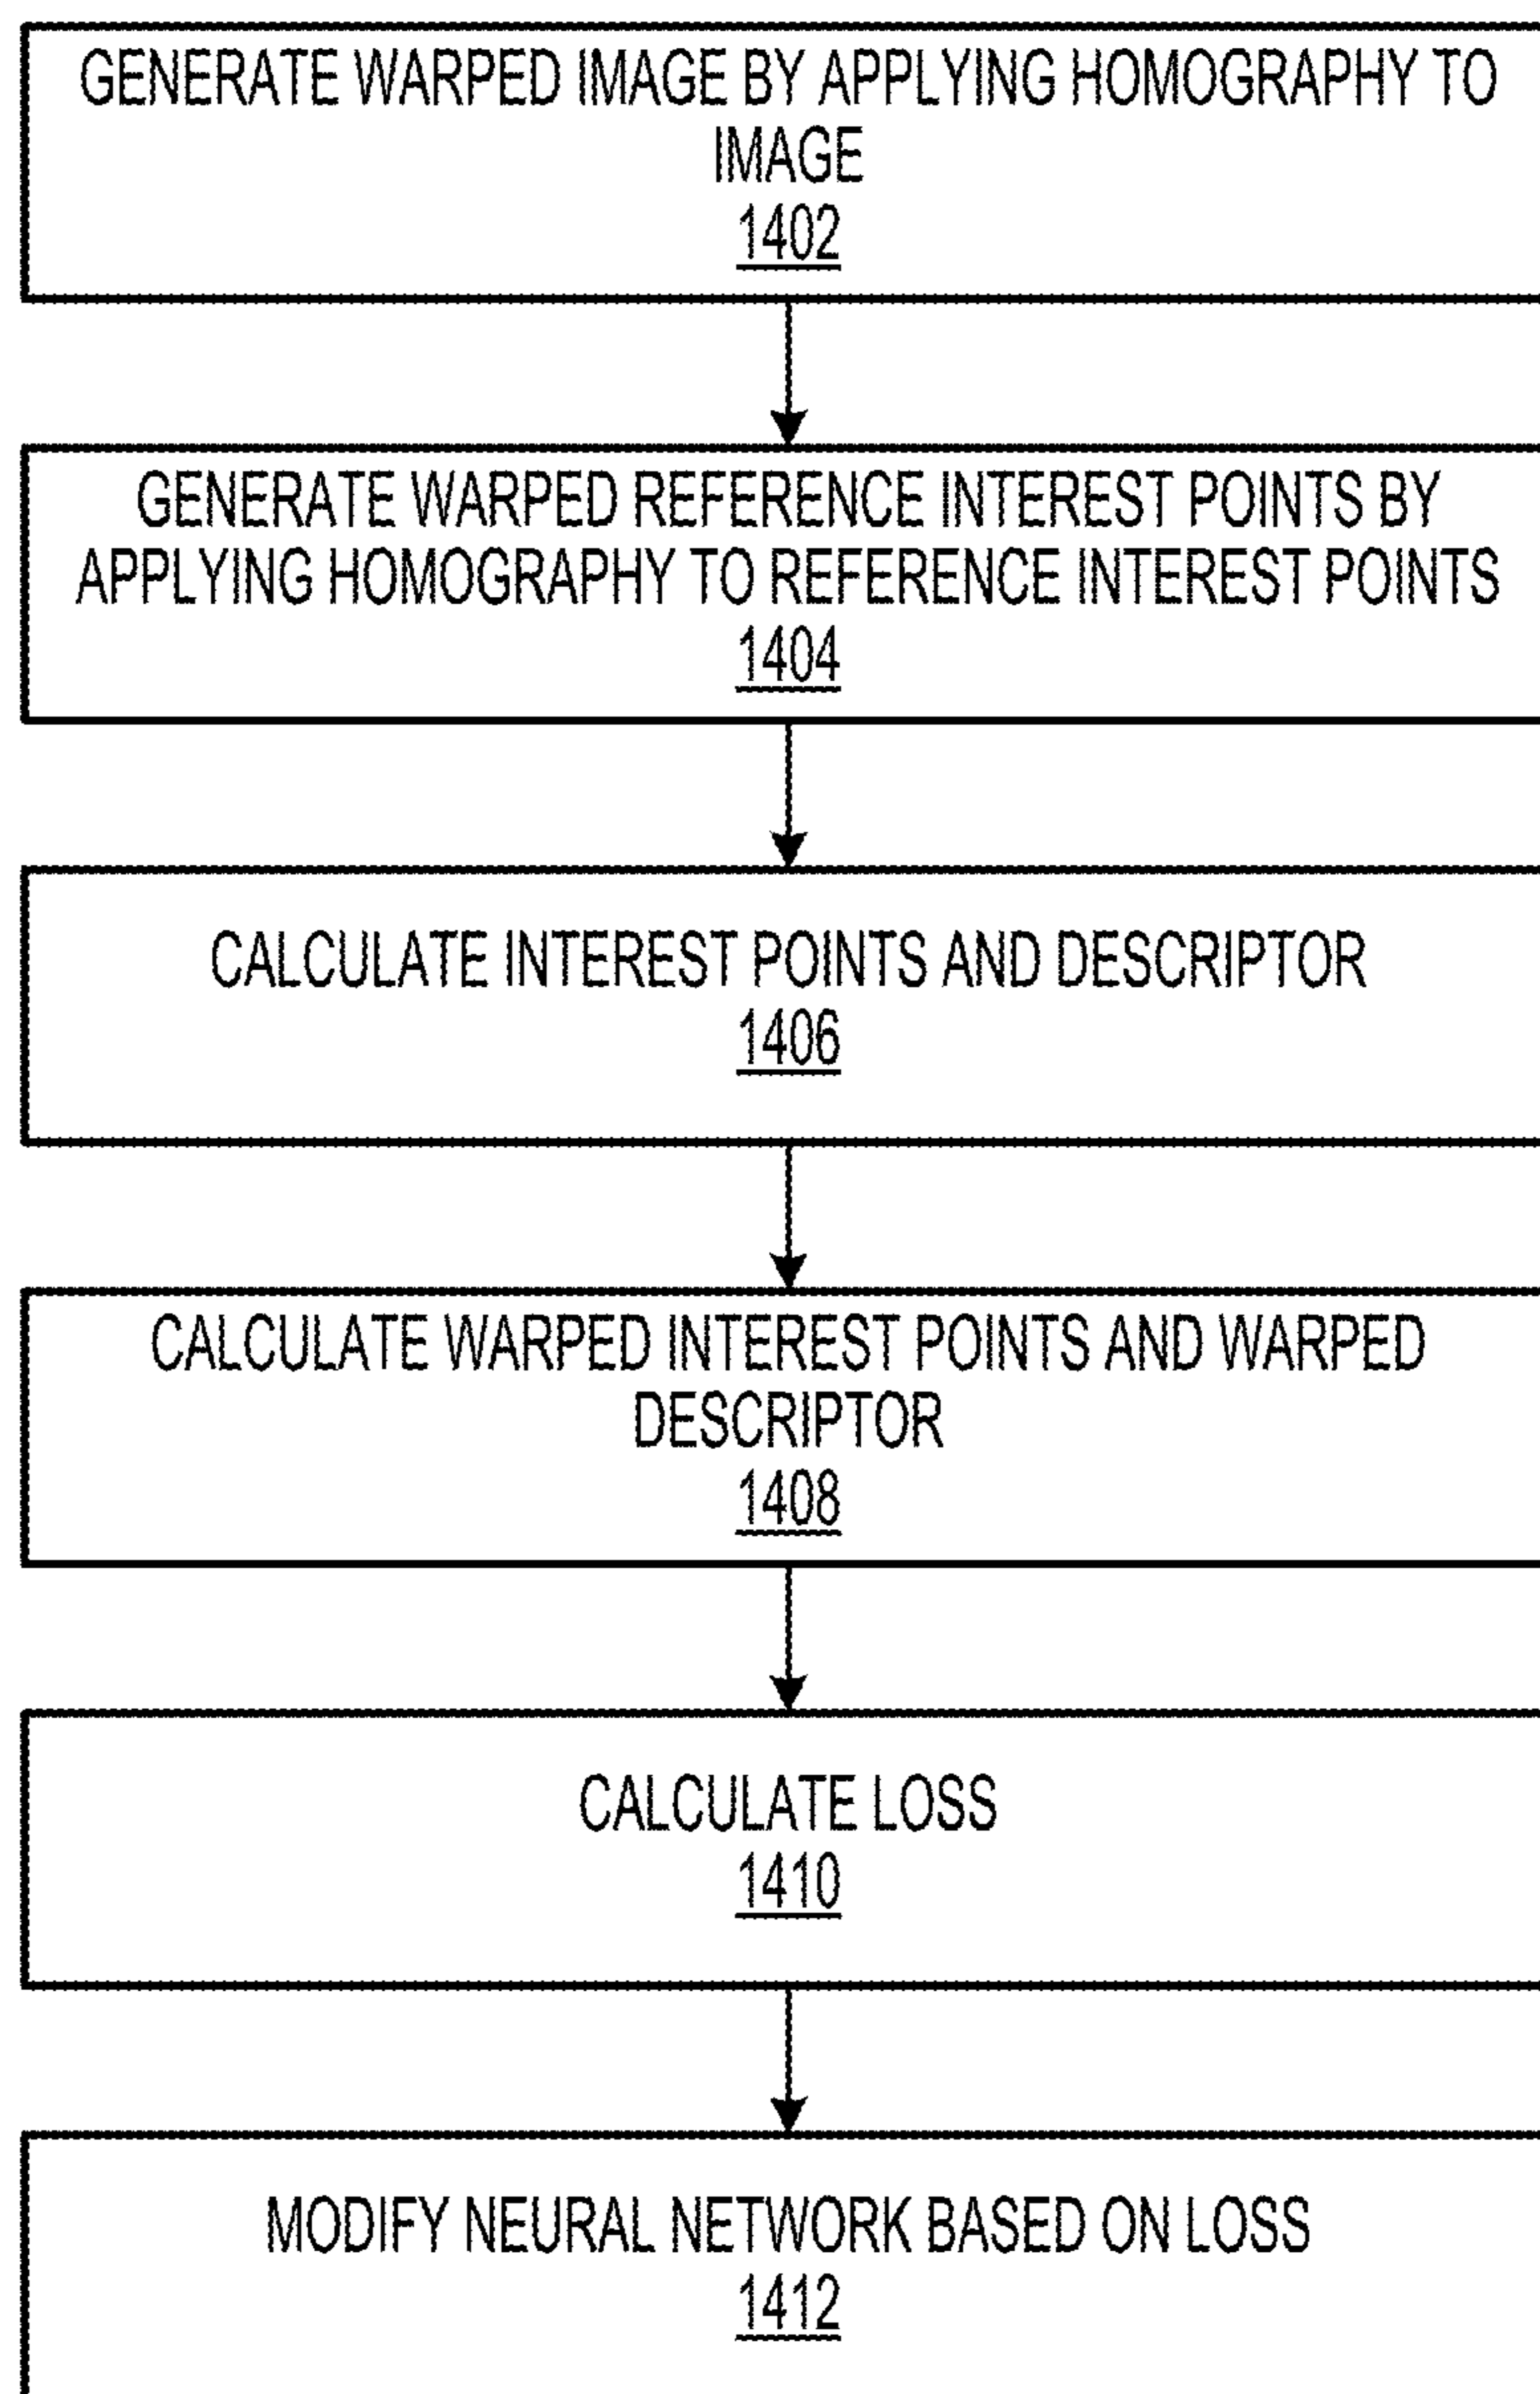 GENERATE WARPED IMAGE BY APPLYING HOMOGRAPHY TO
IMAGE
1402
GENERATE WARPED REFERENCE INTEREST POINTS BY
APPLYING HOMOGRAPHY TO REFERENCE INTEREST POINTS
1404
CALCULATE INTEREST POINTS AND DESCRIPTOR
1406
CALCULATE WARPED INTEREST POINTS AND WARPED
DESCRIPTOR
1408
CALCULATE LOSS
1410
MODIFY NEURAL NETWORK BASED ON LOSS
1412